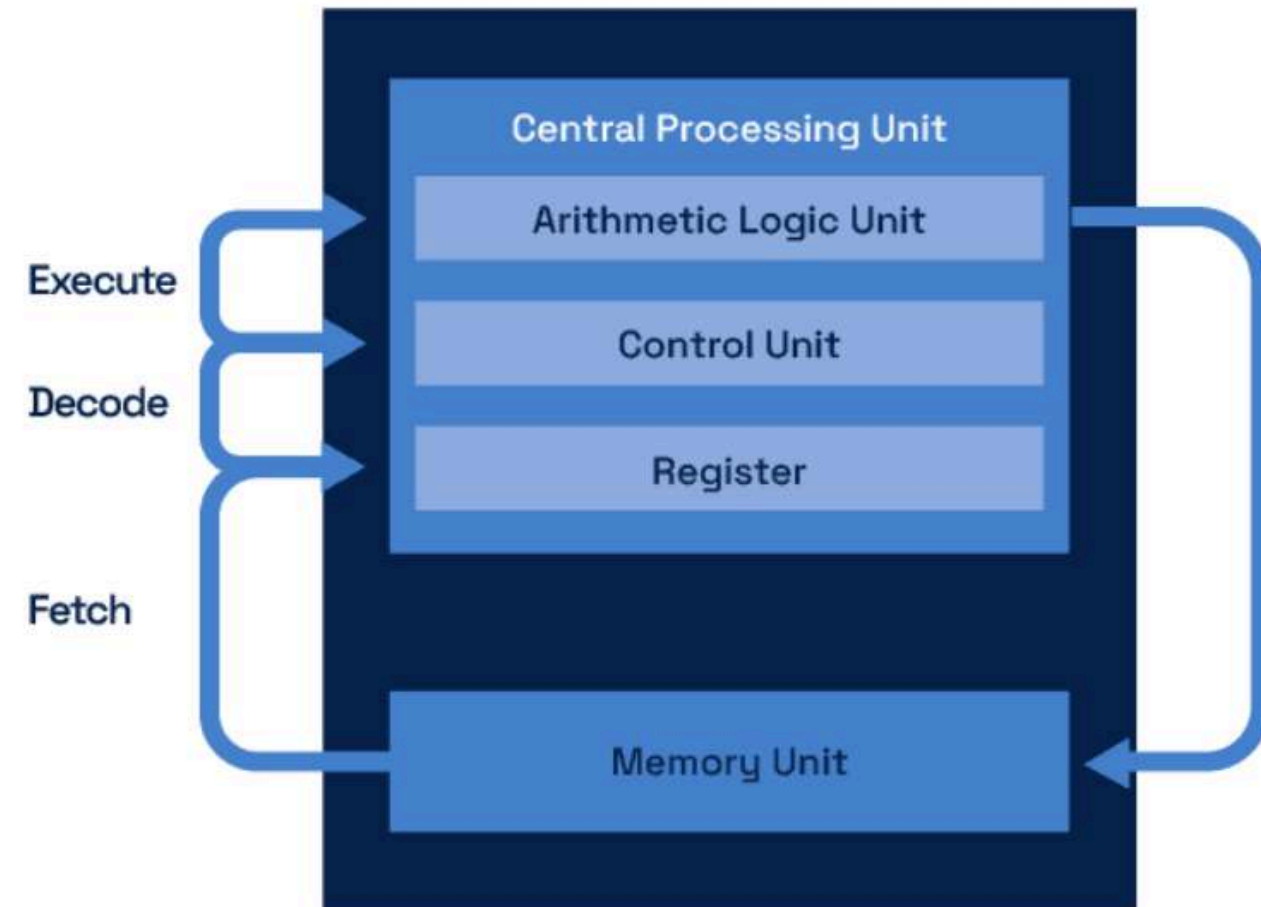 Central Processing Unit
Arithmetic Logic Unit
Execute
Control Unit
Decode
Register
Fetch
Memory Unit